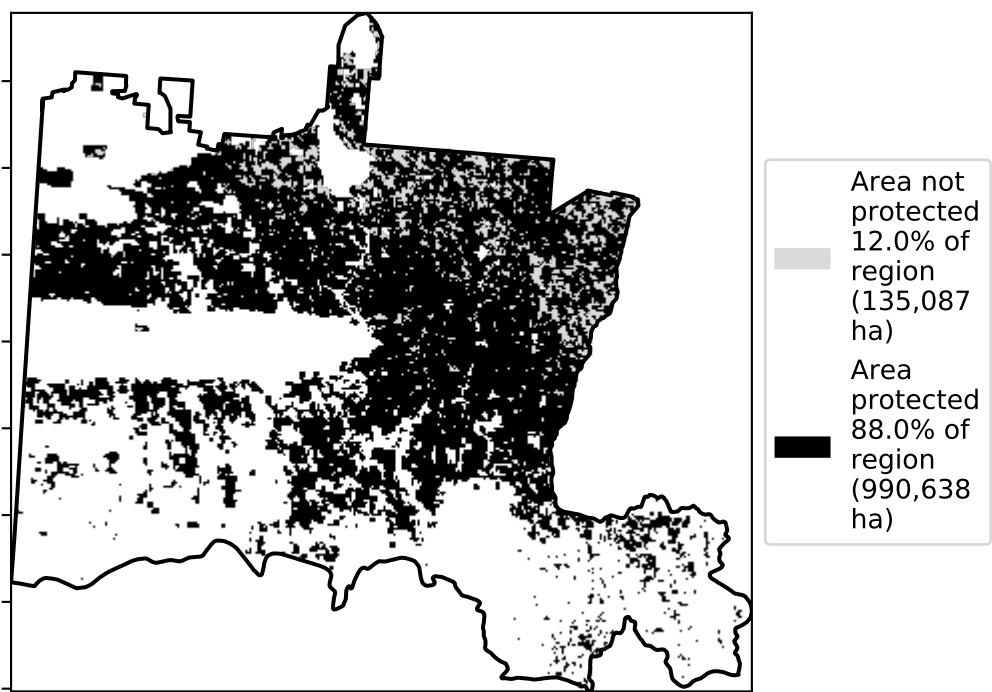 Area not
protected
12.0% of
region
(135,087
ha)
Area
protected
88.0% of
region
(990,638
ha)